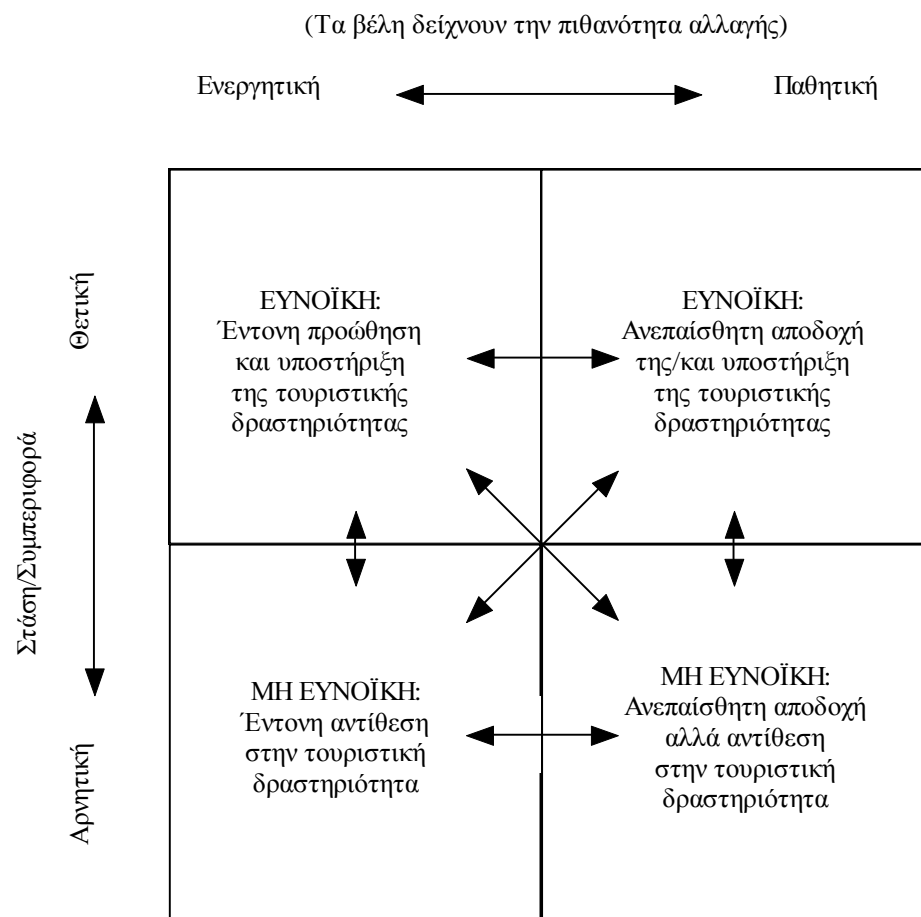 (Τα βέλη δείχνουν την πιθανότητα αλλαγής)
Ενεργητική
Παθητική
Στάση/Συμπεριφορά
Θετική
Αρνητική
ΕΥΝΟΪΚΗ:
Έντονη προώθηση
και υποστήριξη
της τουριστικής
δραστηριότητας
ΕΥΝΟΪΚΗ:
Ανεπαίσθητη αποδοχή
της/και υποστήριξη
της τουριστικής
δραστηριότητας
ΜΗ ΕΥΝΟΪΚΗ:
Έντονη αντίθεση
στην τουριστική
δραστηριότητα
ΜΗ ΕΥΝΟΪΚΗ:
Ανεπαίσθητη αποδοχή
αλλά αντίθεση
στην τουριστική
δραστηριότητα